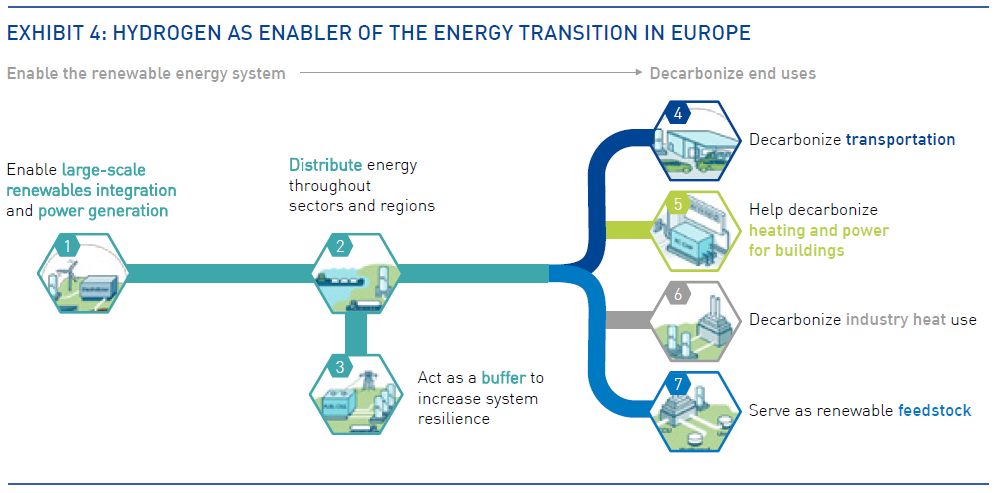 EXHIBIT 4: HYDROGEN AS ENABLER OF THE ENERGY TRANSITION IN EUROPE
Enable the renewable energy system
Decarbonize end uses
Enable large-scale
renewables integration
and power generation
1
Distribute energy
throughout
sectors and regions
2
3
Act as a buffer to
increase system
resilience
4
Decarbonize transportation
5
Help decarbonize
heating and power
for buildings
6
Decarbonize industry heat use
7
Serve as renewable feedstock